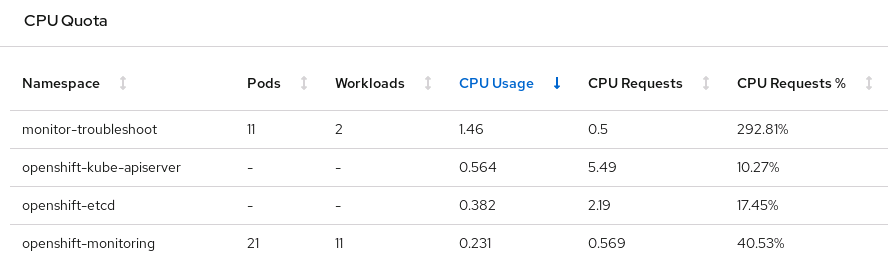 CPU Quota
Namespace Pods Workloads CPU Usage CPU Requests CPU Requests %
monitor-troubleshoot 11 2 1.46 0.5 292.81%
openshift-kube-apiserver - - 0.564 5.49 10.27%
openshift-etcd - - 0.382 2.19 17.45%
openshift-monitoring 21 11 0.231 0.569 40.53%